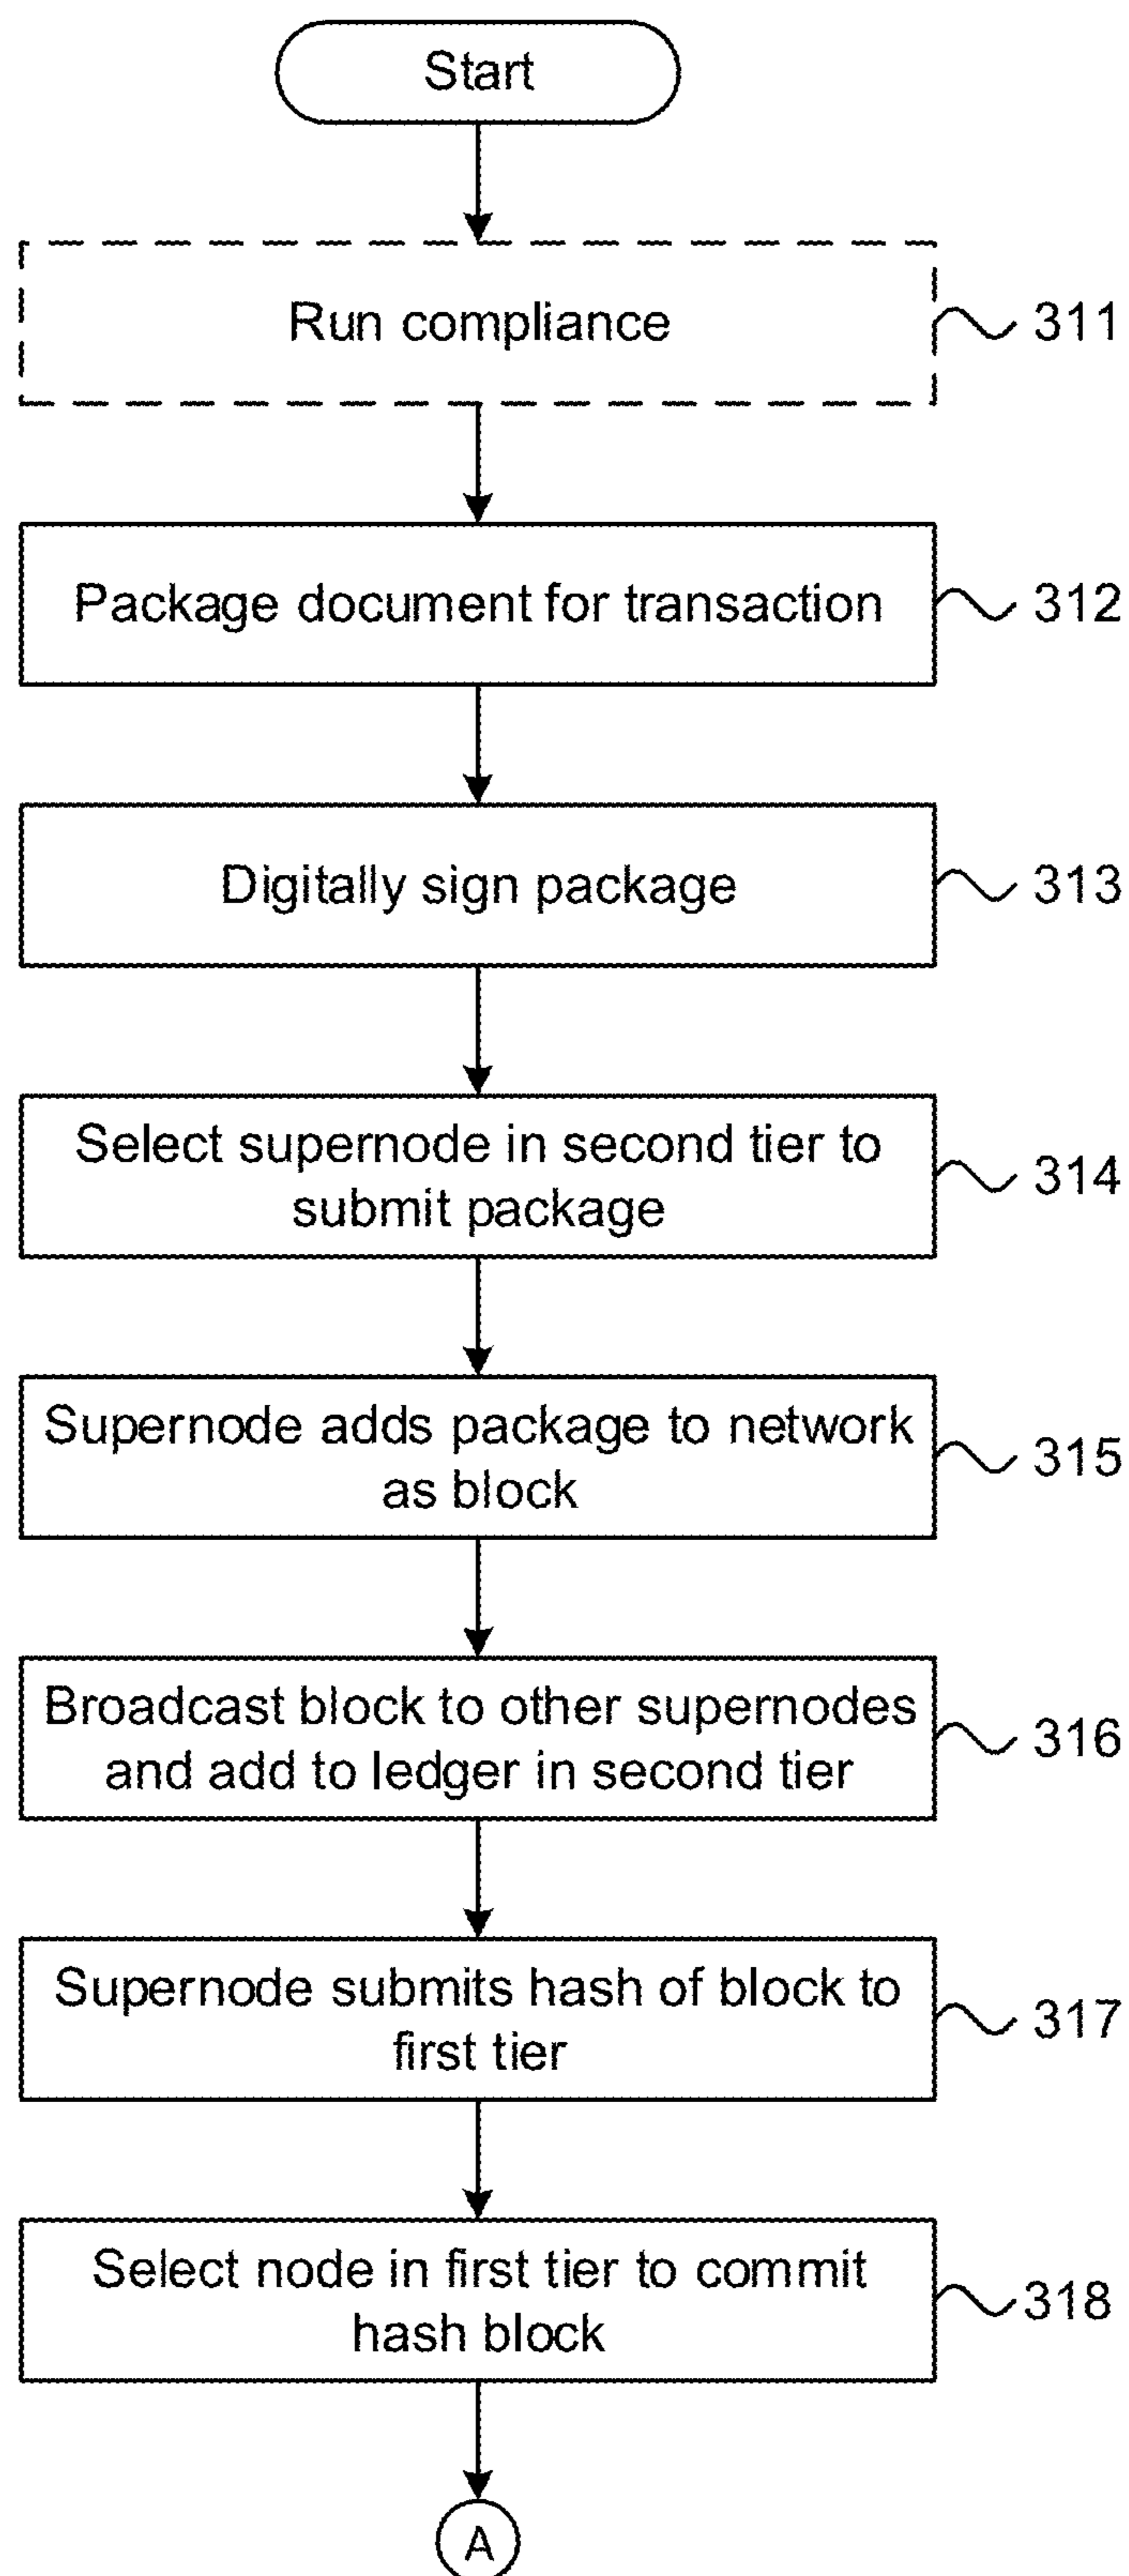 Start
Run compliance
311
Package document for transaction
312
Digitally sign package
313
Select supernode in second tier to
submit package
314
Supernode adds package to network
as block
315
Broadcast block to other supernodes
and add to ledger in second tier
316
Supernode submits hash of block to
first tier
317
Select node in first tier to commit
hash block
318
A